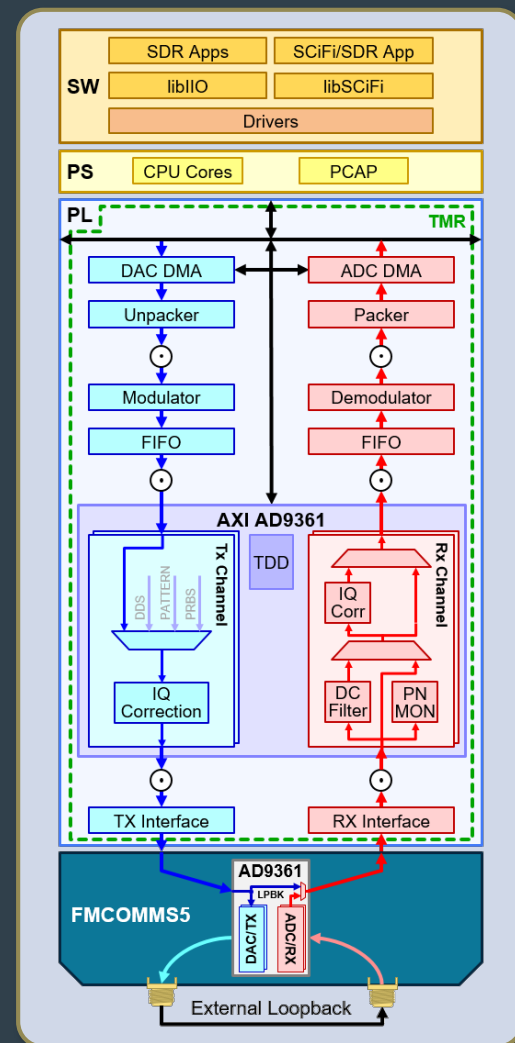 SW
SDR Apps
SCiFi/SDR App
libIIO
libSCiFi
Drivers
PS
CPU Cores
PCAP
PL
TMR
DAC DMA
ADC DMA
Unpacker
Packer
Modulator
Demodulator
FIFO
FIFO
AXI AD9361
Tx Channel
TDD
Rx Channel
DDS
PATTERN
PRBS
IQ
Corr
IQ
Correction
DC
Filter
PN
MON
TX Interface
RX Interface
AD9361
LPBK
FMCOMMS5
DAC/TX
ADC/RX
External Loopback